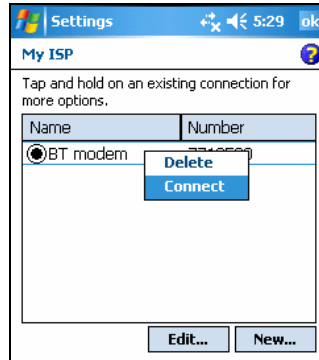 Settings 5:29 ok
My ISP
Tap and hold on an existing connection for
more options.
Name Number
BT modem
Delete
Connect
Edit... New...